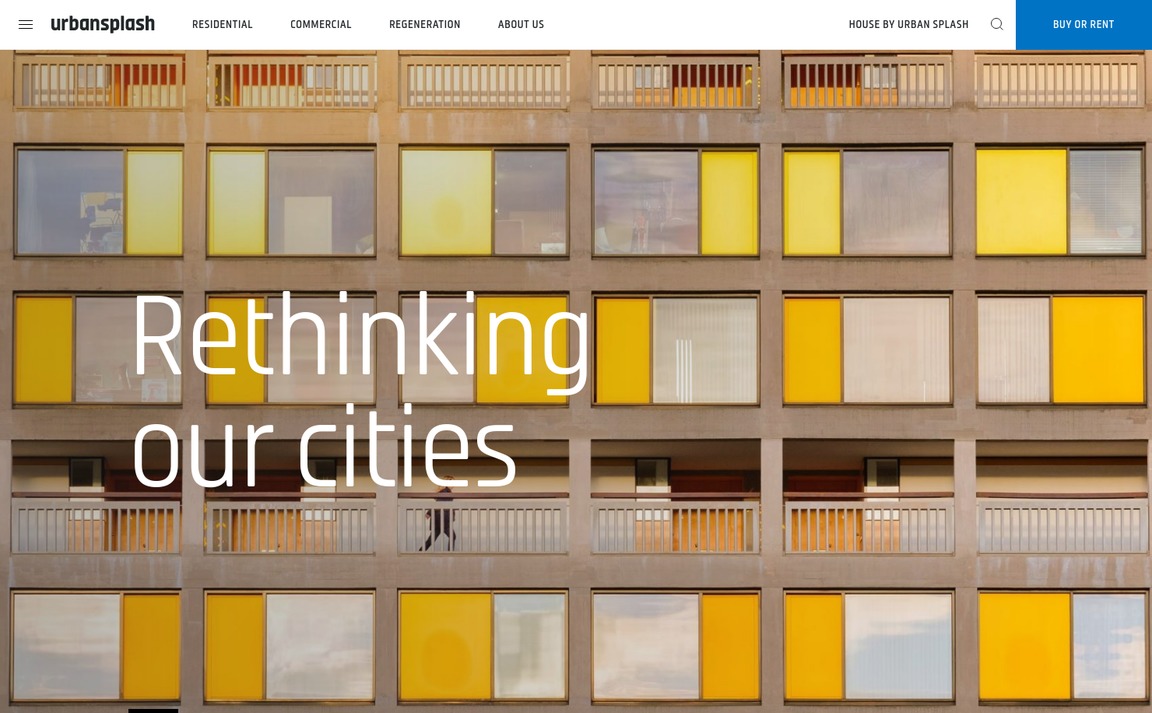 urbansplash
RESIDENTIAL
COMMERCIAL
REGENERATION
ABOUT US
HOUSE BY URBAN SPLASH
BUY OR RENT
Rethinking
our cities